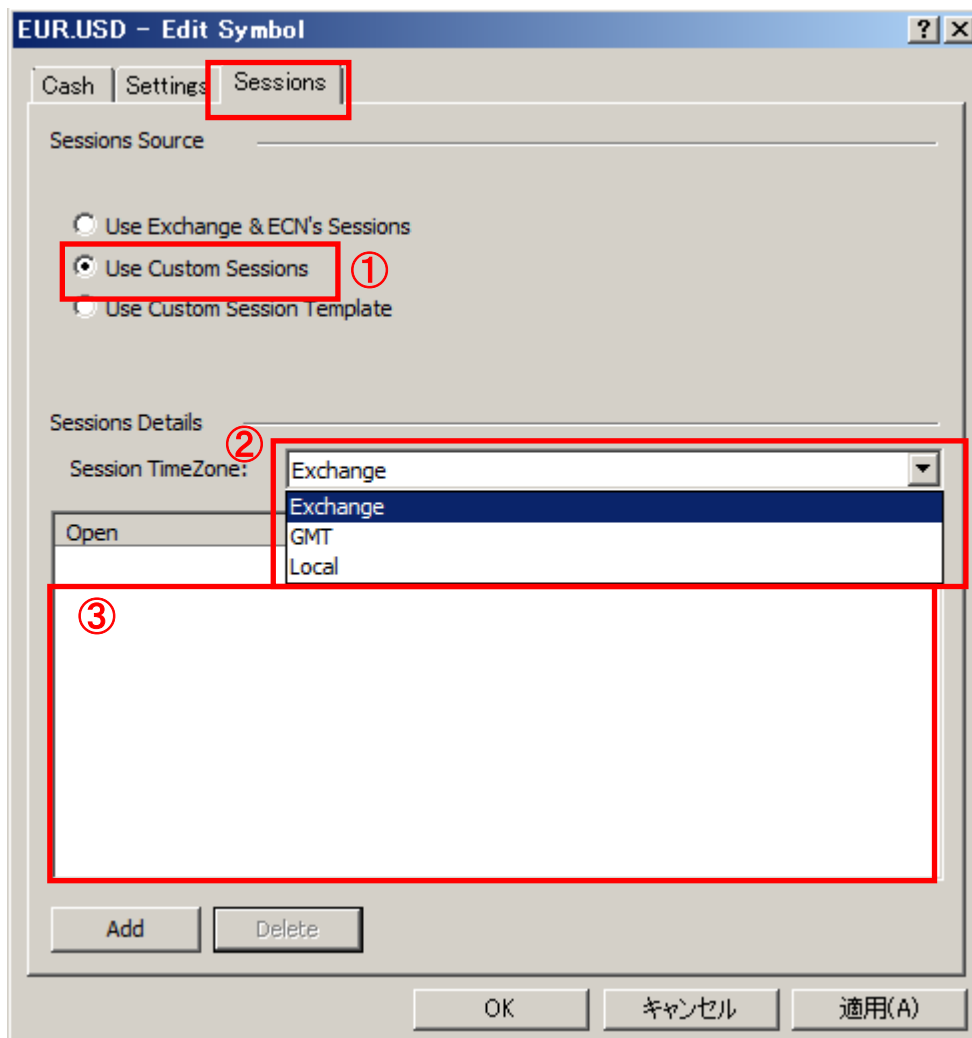 EUR.USD - Edit Symbol
Cash Settings Sessions
Sessions Source
Use Exchange & ECN's Sessions
Use Custom Sessions ①
Use Custom Session Template
Sessions Details
②
Session TimeZone: Exchange
Exchange
Open GMT
Local
③
Add Delete
OK キャンセル 適用(A)